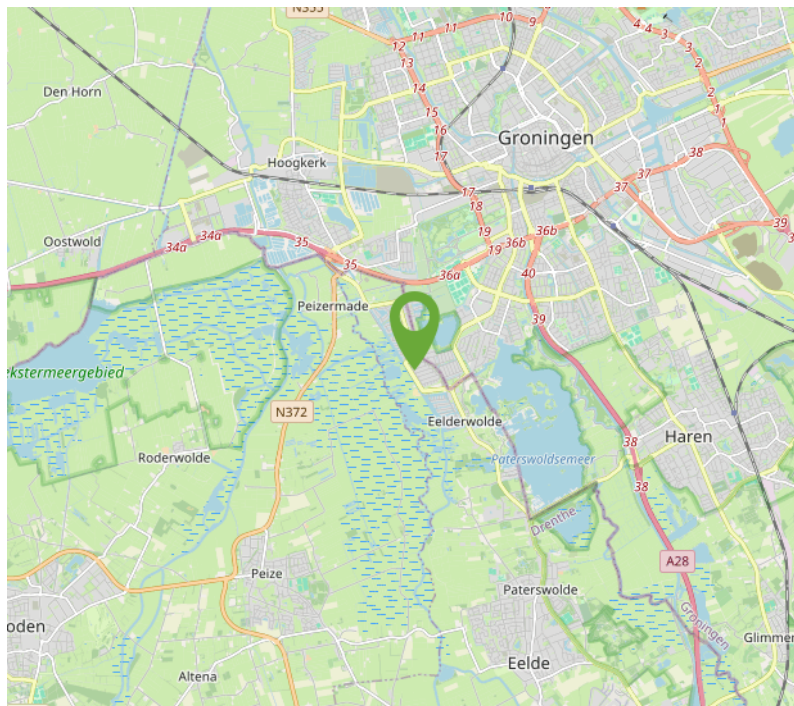 N355
Den Horn
12
11
11
10
9
4
4
3
3
2
2
1
1
13
14
15
16
17
Groningen
38
Hoogkerk
17
18
37
37
39
19
Oostwold
34a
34a
35
35
36b
36b
19
36a
40
39
Peizermade
ekstermeergebied
N372
Eelderwolde
38
Haren
Roderwolde
Paterswoldsemeer
38
Drenthe
A28
Peize
Paterswolde
oden
Groningen
Glimmer
Eelde
Altena